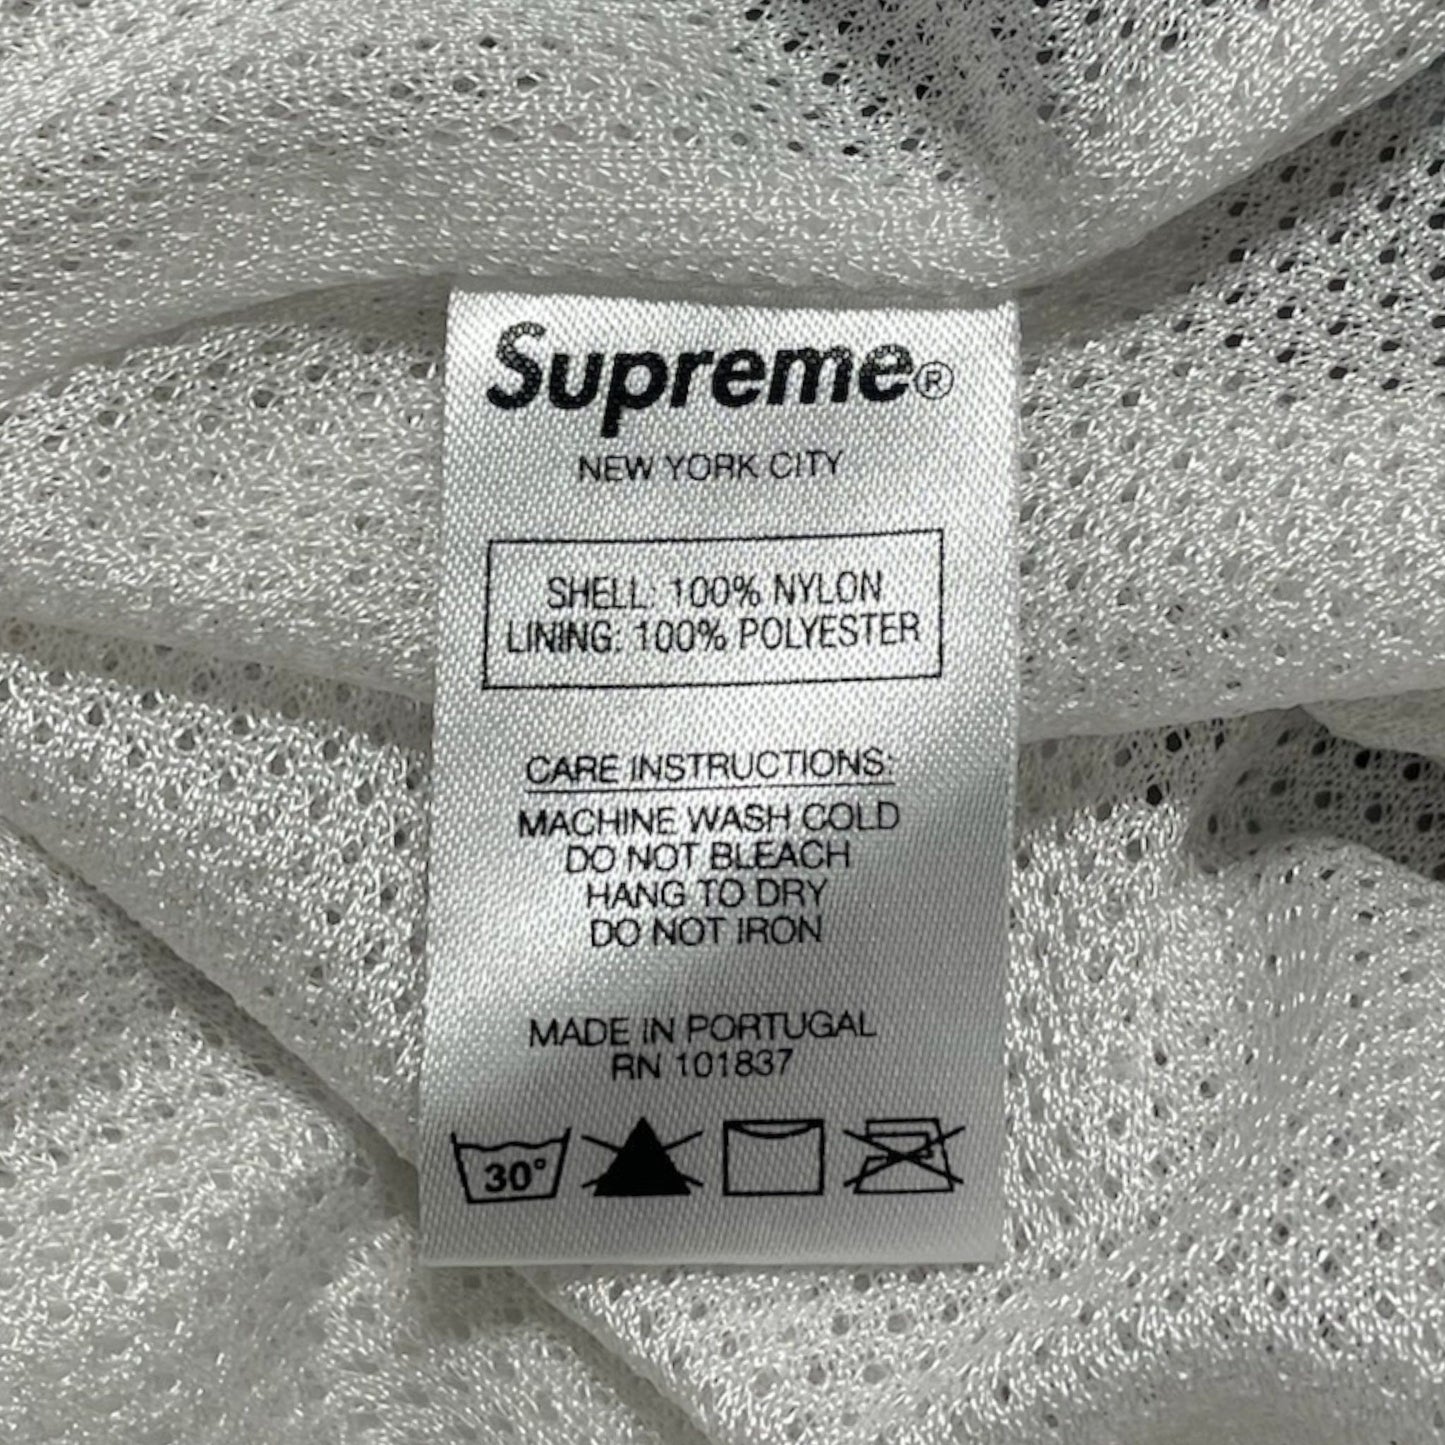 Supreme®
NEW YORK CITY
SHELL: 100% NYLON
LINING: 100% POLYESTER
CARE INSTRUCTIONS:
MACHINE WASH COLD
DO NOT BLEACH
HANG TO DRY
DO NOT IRON
MADE IN PORTUGAL
RN 101837
30°